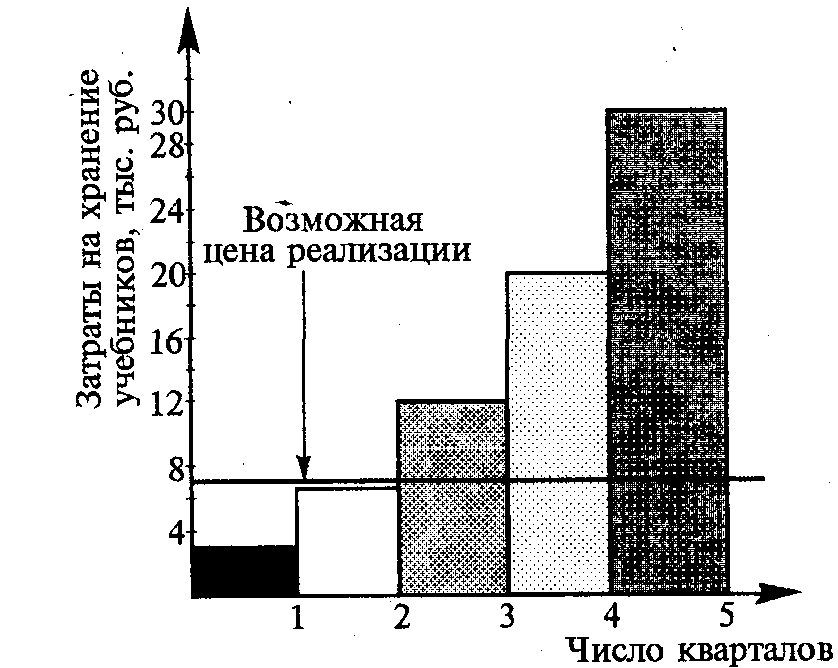 Затраты на хранение
учебников, тыс. руб.
30
28
24
20
16
12
8
4
Возможная
цена реализации
1 2 3 4 5
Число кварталов